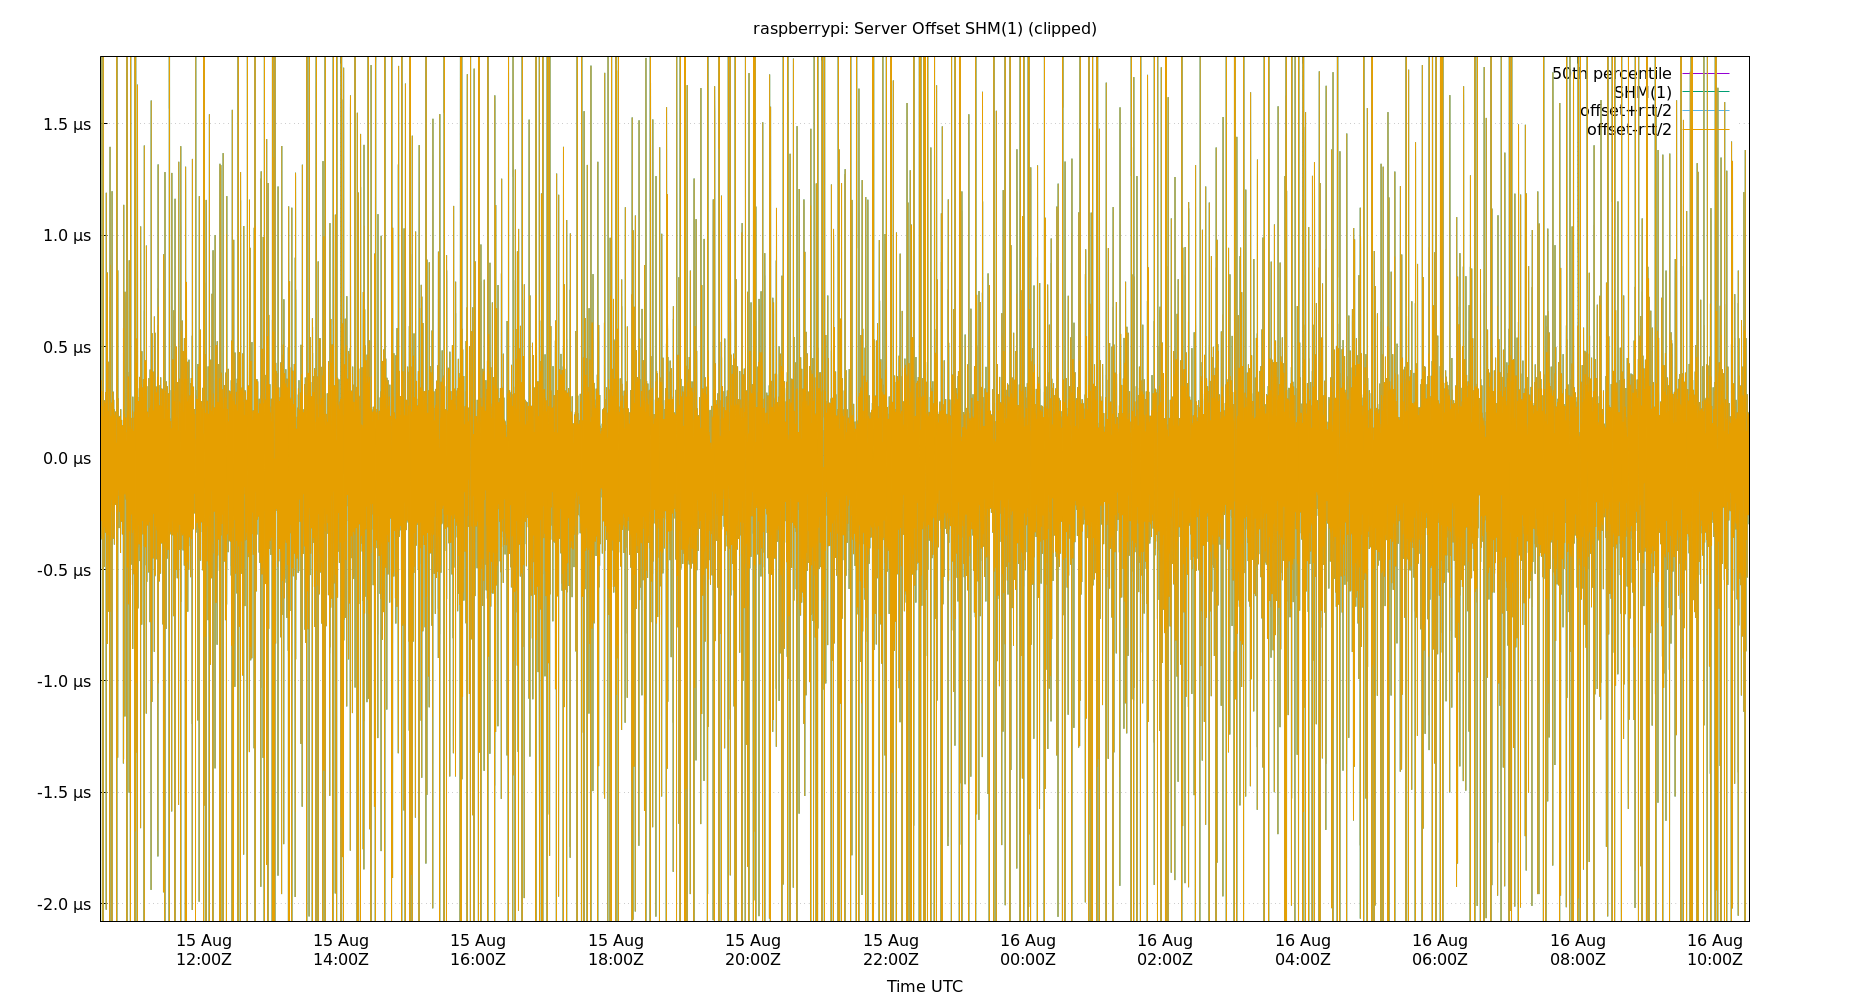 raspberrypi: Server Offset SHM(1) (clipped)
50th percentile
SHM(1)
offset+rtt/2
offset-rtt/2
1.5 µs
1.0 µs
0.5 µs
0.0 µs
-0.5 µs
-1.0 µs
-1.5 µs
-2.0 µs
15 Aug 15 Aug 15 Aug 15 Aug 15 Aug 15 Aug 16 Aug 16 Aug 16 Aug 16 Aug 16 Aug 16 Aug
12:00Z 14:00Z 16:00Z 18:00Z 20:00Z 22:00Z 00:00Z 02:00Z 04:00Z 06:00Z 08:00Z 10:00Z
Time UTC